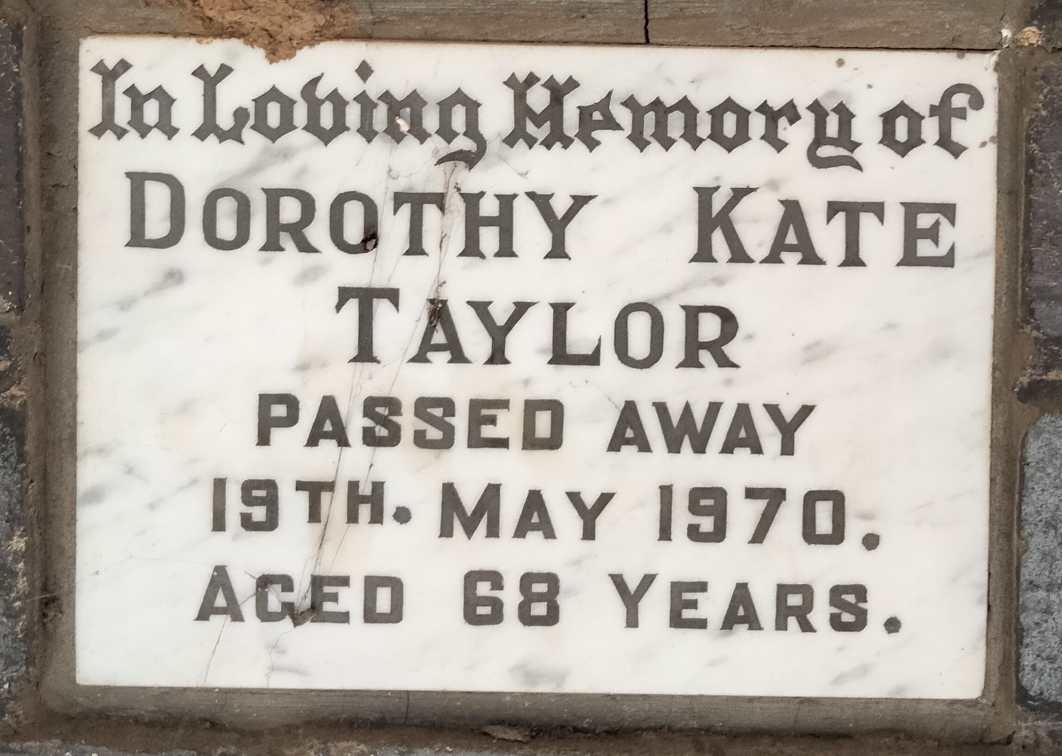 In Loving Memory of
DOROTHY KATE
TAYLOR
PASSED AWAY
19TH. MAY 1970.
AGED 68 YEARS.